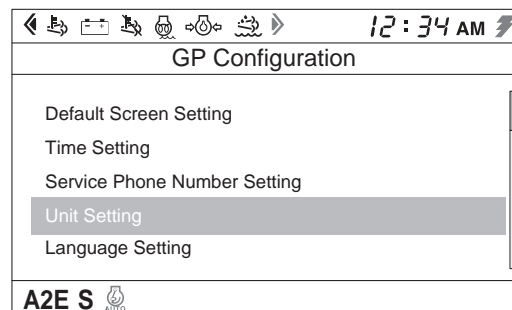 12:34 AM
GP Configuration
Default Screen Setting
Time Setting
Service Phone Number Setting
Unit Setting
Language Setting
A2E S AUTO